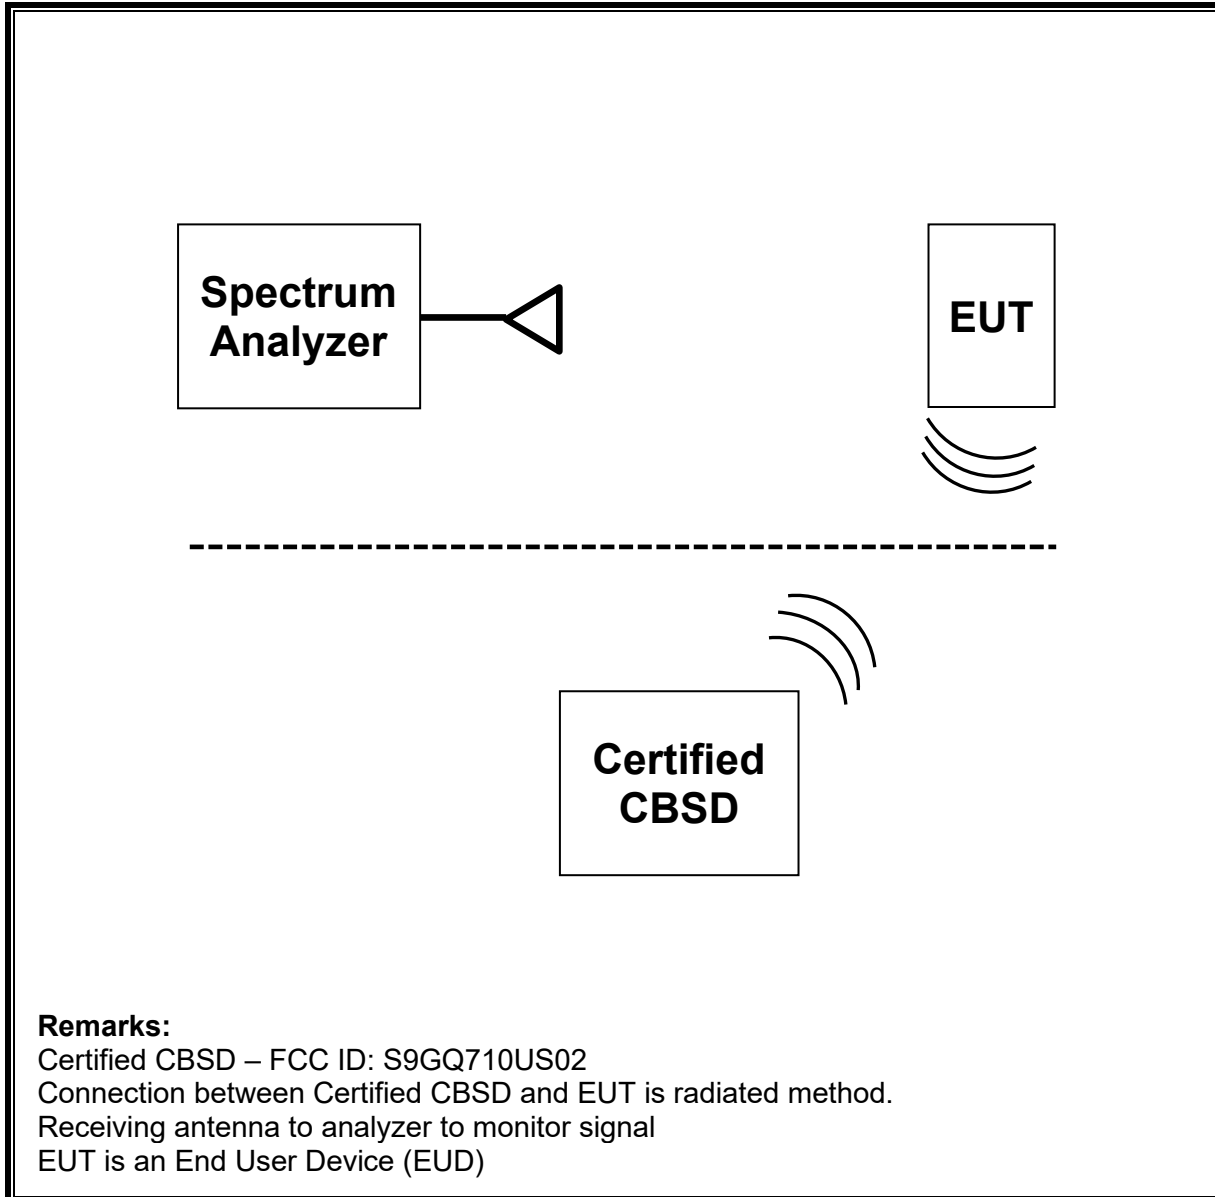 Spectrum
Analyzer
EUT
Certified
CBSD
Remarks:
Certified CBSD – FCC ID: S9GQ710US02
Connection between Certified CBSD and EUT is radiated method.
Receiving antenna to analyzer to monitor signal
EUT is an End User Device (EUD)